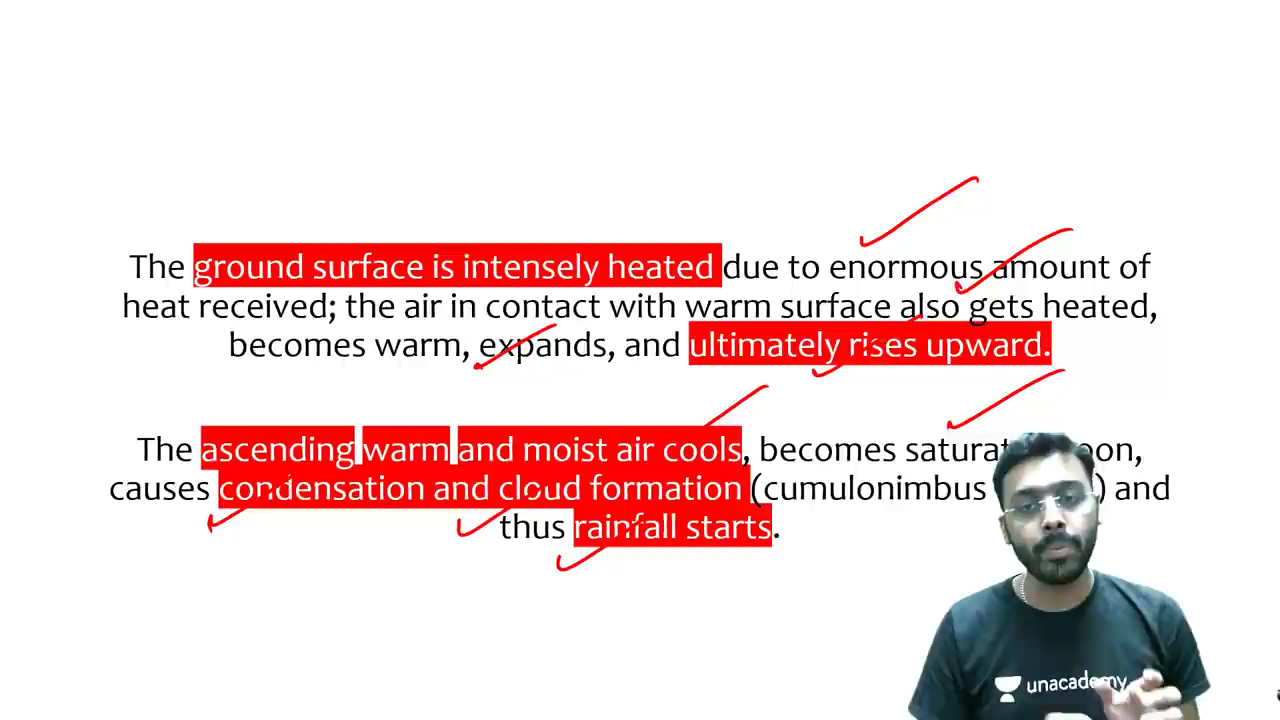 The ground surface is intensely heated due to enormous amount of
heat received; the air in contact with warm surface also gets heated,
becomes warm, expands, and ultimately rises upward.
The ascending warm and moist air cools, becomes
causes condensation and cloud formation (cumulonimbus ) and
thus rainfall starts.
unacademy